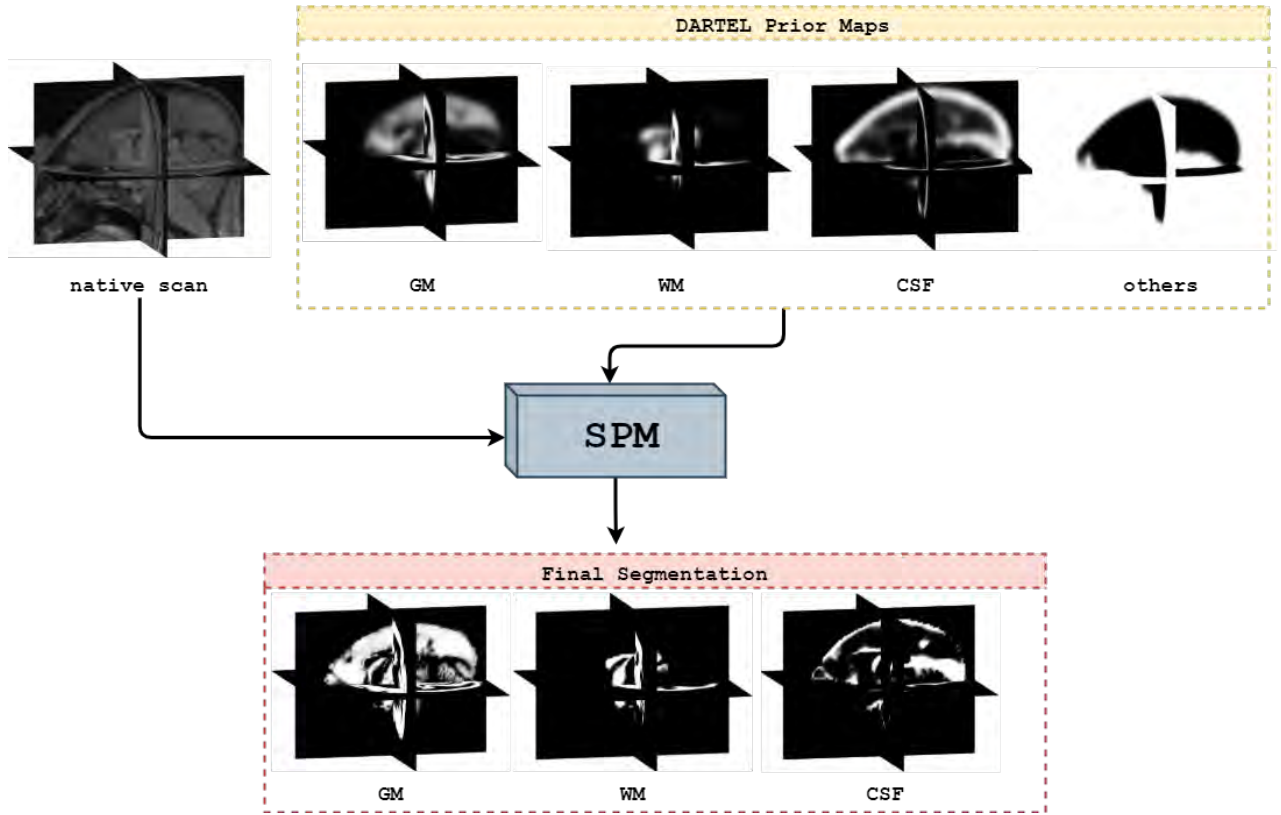 DARTEL Prior Maps
native scan
GM
WM
CSF
others
SPM
Final Segmentation
GM
WM
CSF